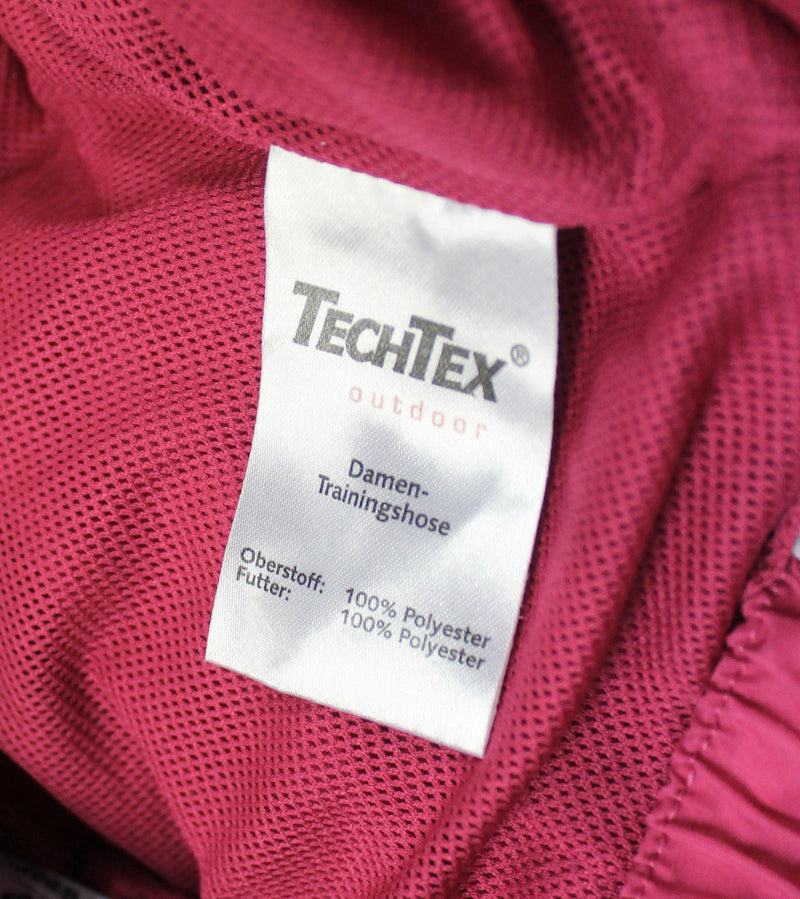 TECHTEX®
outdoor
Damen-
Trainingshose
Oberstoff: 100% Polyester
Futter: 100% Polyester